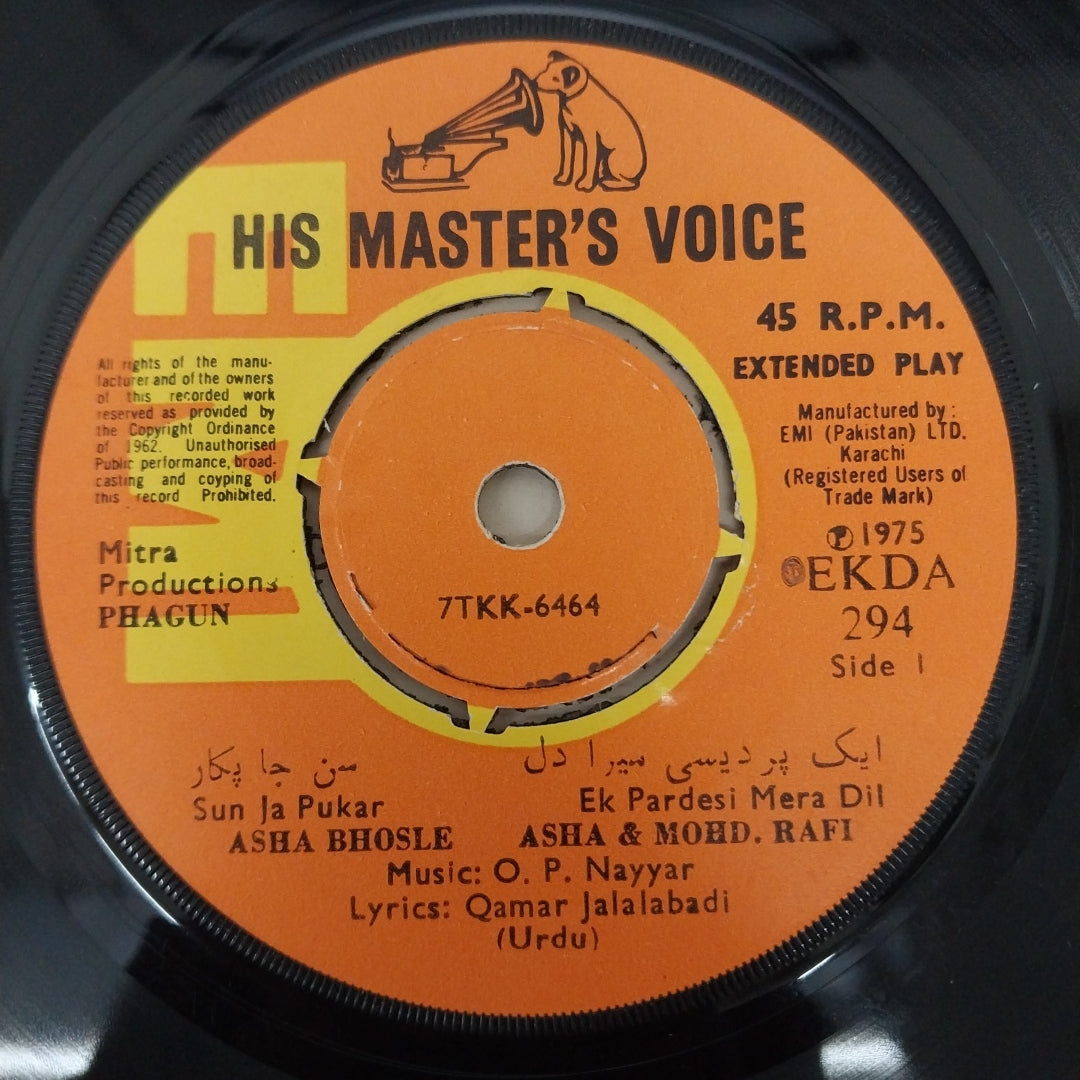 HIS MASTER'S VOICE
EMI
45 R.P.M.
EXTENDED PLAY
All rights of the manu-
facturer and of the owners
of this recorded work
reserved as provided by
the Copyright Ordinance
of 1962. Unauthorised
Public performance, broad-
casting and coyping of
this record Prohibited.
Manufactured by:
EMI (Pakistan) LTD.
Karachi
(Registered Users of
Trade Mark)
℗ 1975
EKDA
294
Side 1
Mitra
Productions
PHAGUN
7TKK-6464
ایک پردیسی میرا دل
سن جا پکار
Sun Ja Pukar
Ek Pardesi Mera Dil
ASHA BHOSLE
ASHA & MOHD. RAFI
Music: O. P. Nayyar
Lyrics: Qamar Jalalabadi
(Urdu)